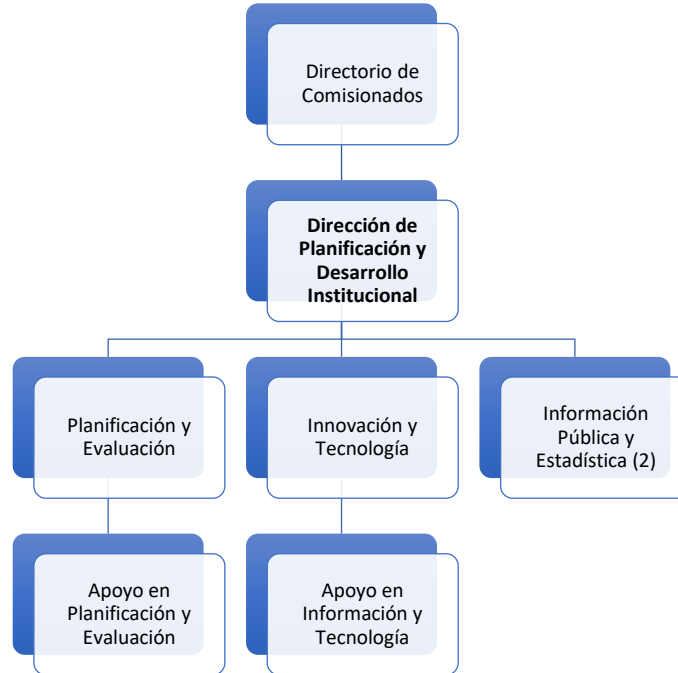 Directorio de
Comisionados
Dirección de
Planificación y
Desarrollo
Institucional
Planificación y
Evaluación
Innovación y
Tecnología
Información
Pública y
Estadística (2)
Apoyo en
Planificación y
Evaluación
Apoyo en
Información y
Tecnología